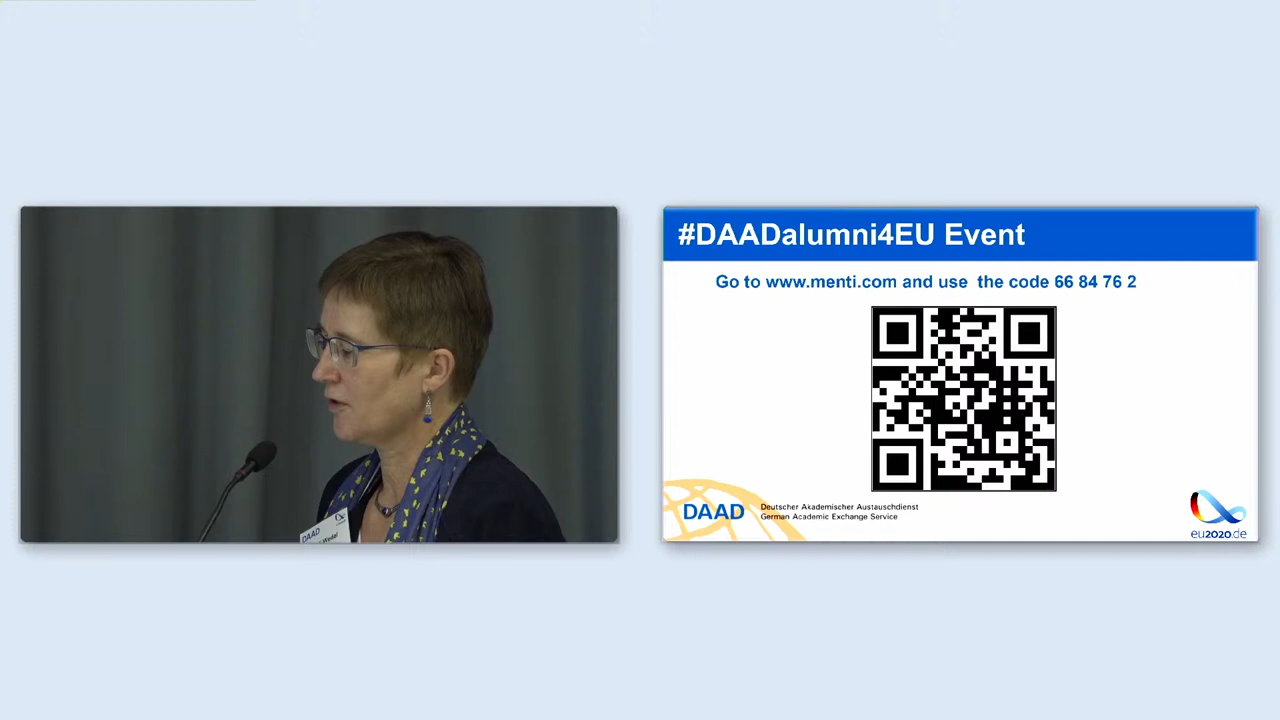 #DAADalumni4EU Event
Go to www.menti.com and use the code 66 84 76 2
DAAD
Deutscher Akademischer Austauschdienst
German Academic Exchange Service
eu2020.de
DAAD